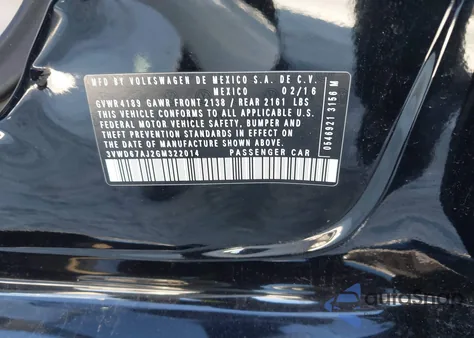 MFD BY VOLKSWAGEN DE MEXICO S.A. DE C.V.
MEXICO 02/16
GVWR 4189 GAWR FRONT 2138 / REAR 2161 LBS
THIS VEHICLE CONFORMS TO ALL APPLICABLE U.S.
FEDERAL MOTOR VEHICLE SAFETY, BUMPER, AND
THEFT PREVENTION STANDARDS IN EFFECT ON THE
DATE OF MANUFACTURE SHOWN ABOVE.
3VWD67AJ2GM322014 PASSENGER CAR
0546921 3156 M